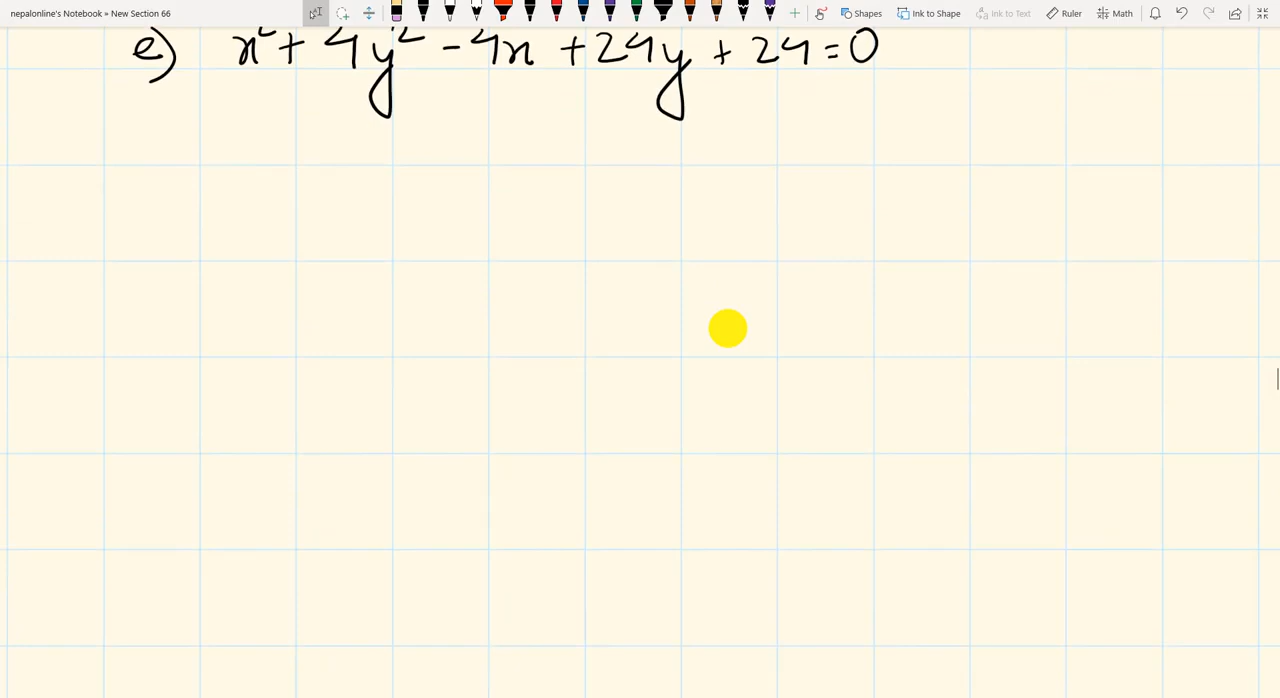 nepalonline's Notebook » New Section 66
Shapes Ink to Shape Ink to Text Ruler Math
e) x² + 4y² - 4x + 24y + 24 = 0